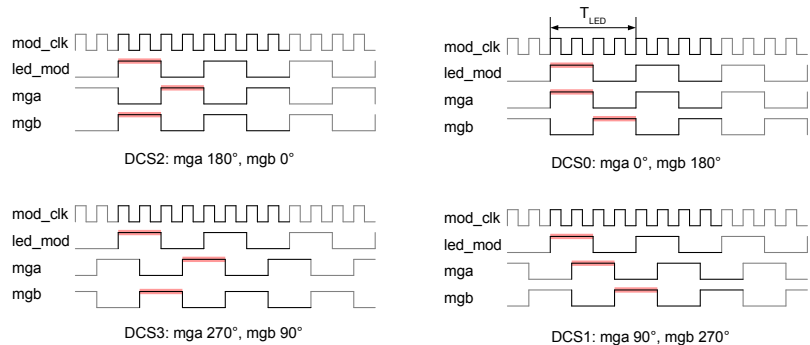 mod_clk
led_mod
mga
mgb
DCS2: mga 180°, mgb 0°
T_LED
mod_clk
led_mod
mga
mgb
DCS0: mga 0°, mgb 180°
mod_clk
led_mod
mga
mgb
DCS3: mga 270°, mgb 90°
mod_clk
led_mod
mga
mgb
DCS1: mga 90°, mgb 270°